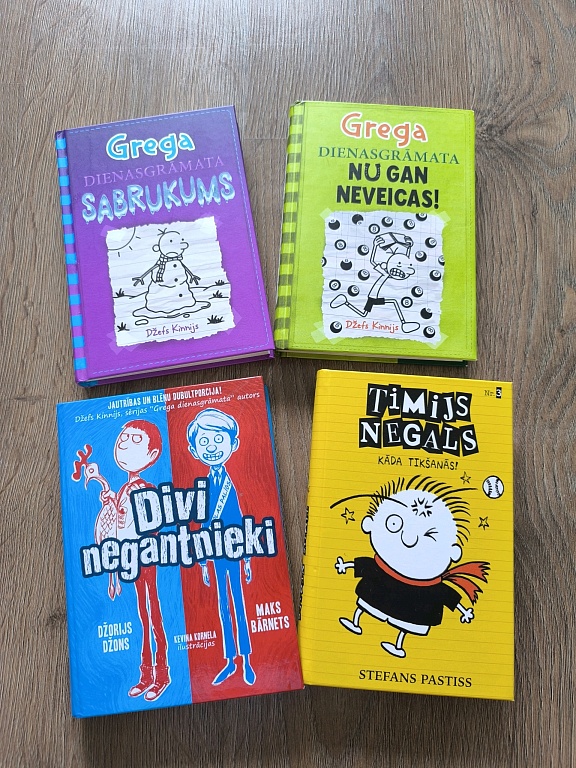 Grega
DIENASGRĀMATA
SABRUKUMS
Džefs Kinnijs
Grega
DIENASGRĀMATA
NU GAN
NEVEICAS!
Džefs Kinnijs
JAUTRĪBAS UN BLĒŅU DUBULTPORCIJA!
Džefs Kinnijs, sērijas "Grega dienasgrāmata" autors
Divi
negantnieki
DŽORIJS
DŽONS
KEVINA KORNELA
ilustrācijas
MAKS
BĀRNETS
Nr. 3
TIMIJS
NEGALS
KĀDA TIKŠANĀS!
STEFANS PASTISS